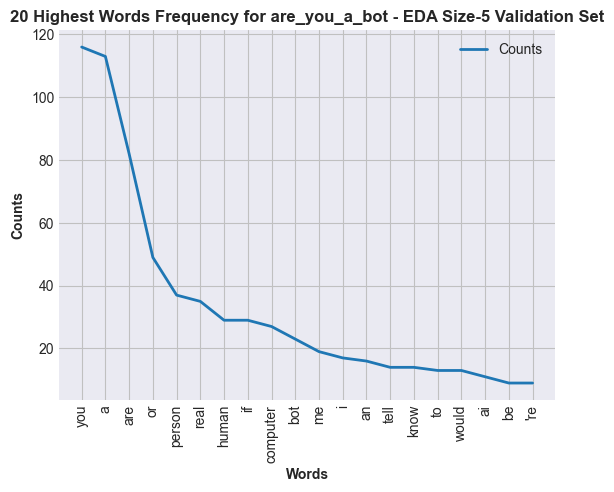 20 Highest Words Frequency for are_you_a_bot - EDA Size-5 Validation Set
120
100
80
60
40
20
Counts
Counts
you
a
are
or
person
real
human
if
computer
bot
me
i
an
tell
know
to
would
ai
be
're
Words